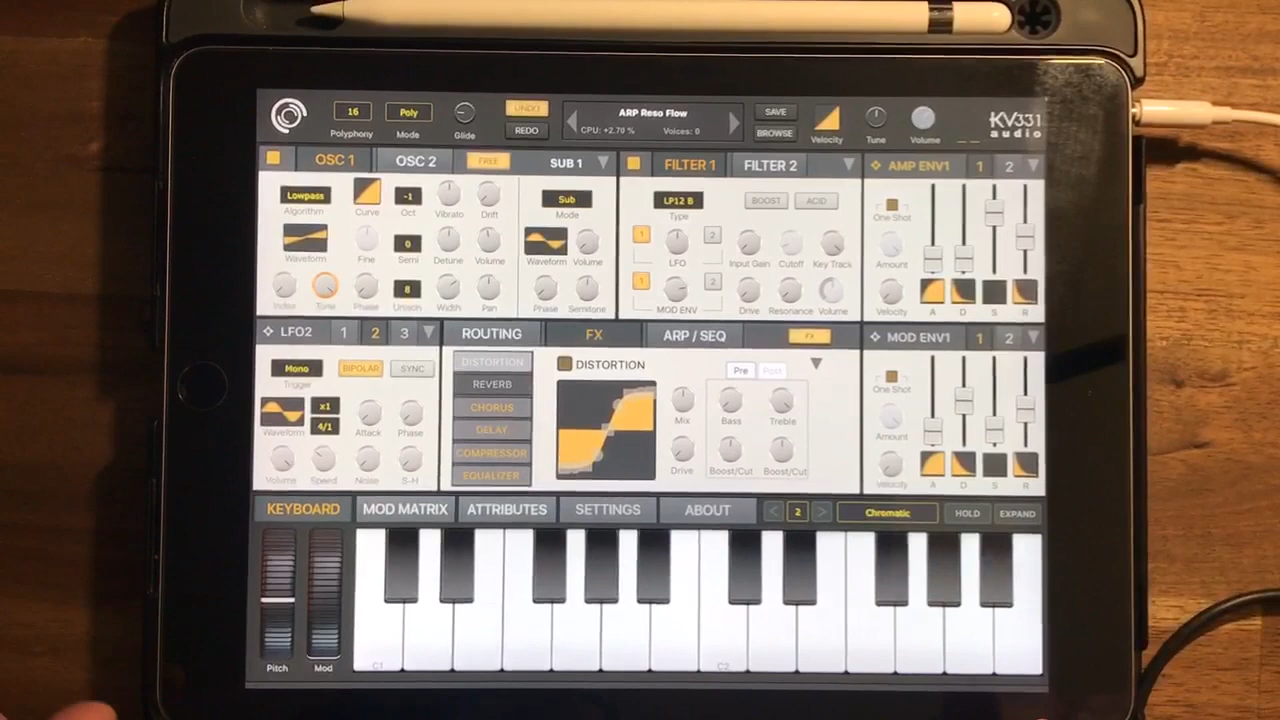 16 Poly UNDO ARP Reso Flow SAVE KV331
Polyphony Mode Glide REDO CPU: +2.70 % Voices: 0 BROWSE Velocity Tune Volume audio
OSC 1 OSC 2 FREE SUB 1 FILTER 1 FILTER 2 AMP ENV1 1 2
Lowpass -1 Sub LP12 B BOOST ACID One Shot
Algorithm Curve Oct Vibrato Drift Mode Type
0 1 2
Waveform Fine Semi Detune Volume Waveform Volume LFO Input Gain Cutoff Key Track Amount
8 1 2
Index Tone Phase Unison Width Pan Phase Semitone MOD ENV Drive Resonance Volume Velocity A D S R
LFO2 1 2 3 ROUTING FX ARP / SEQ FX MOD ENV1 1 2
Mono BIPOLAR SYNC DISTORTION DISTORTION Pre Post One Shot
Trigger REVERB
x1 CHORUS
4/1 DELAY Mix Bass Treble
Waveform Attack Phase Amount
COMPRESSOR
Volume Speed Noise S-H EQUALIZER Drive Boost/Cut Boost/Cut Velocity A D S R
KEYBOARD MOD MATRIX ATTRIBUTES SETTINGS ABOUT < 2 > Chromatic HOLD EXPAND
Pitch Mod C1 C2